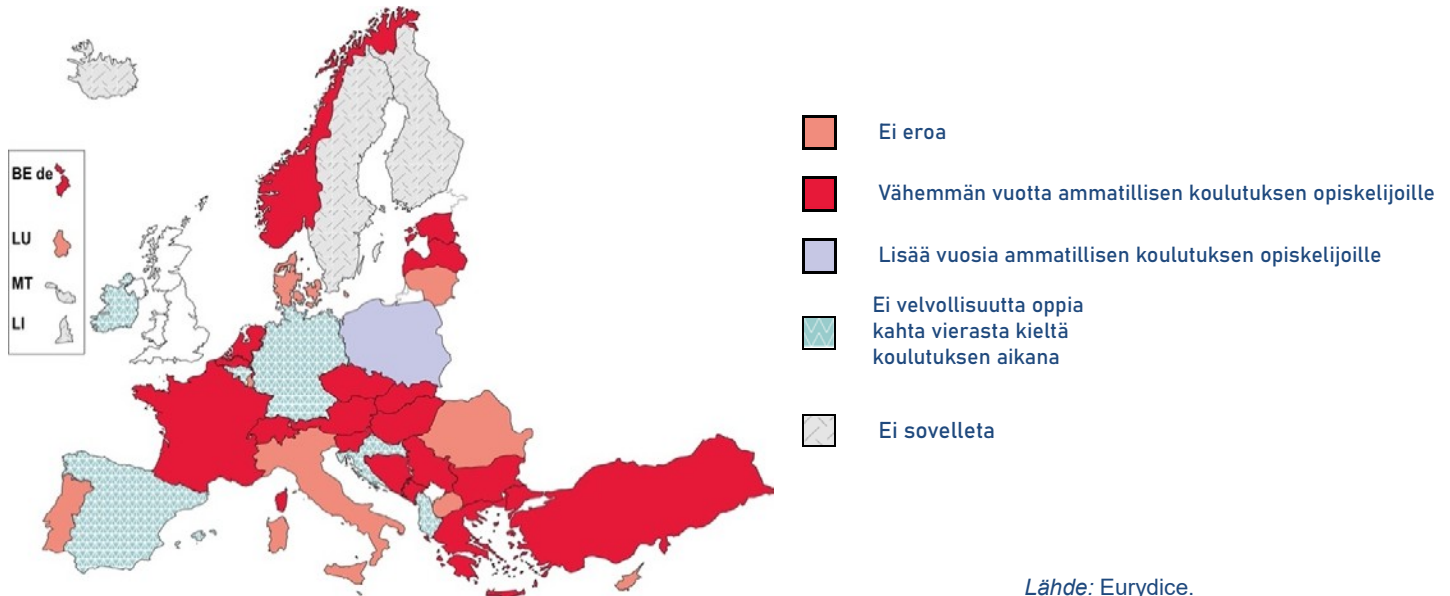 BE de
LU
MT
LI
Ei eroa
Vähemmän vuotta ammatillisen koulutuksen opiskelijoille
Lisää vuosia ammatillisen koulutuksen opiskelijoille
Ei velvollisuutta oppia
kahta vierasta kieltä
koulutuksen aikana
Ei sovelleta
Lähde: Eurydice.